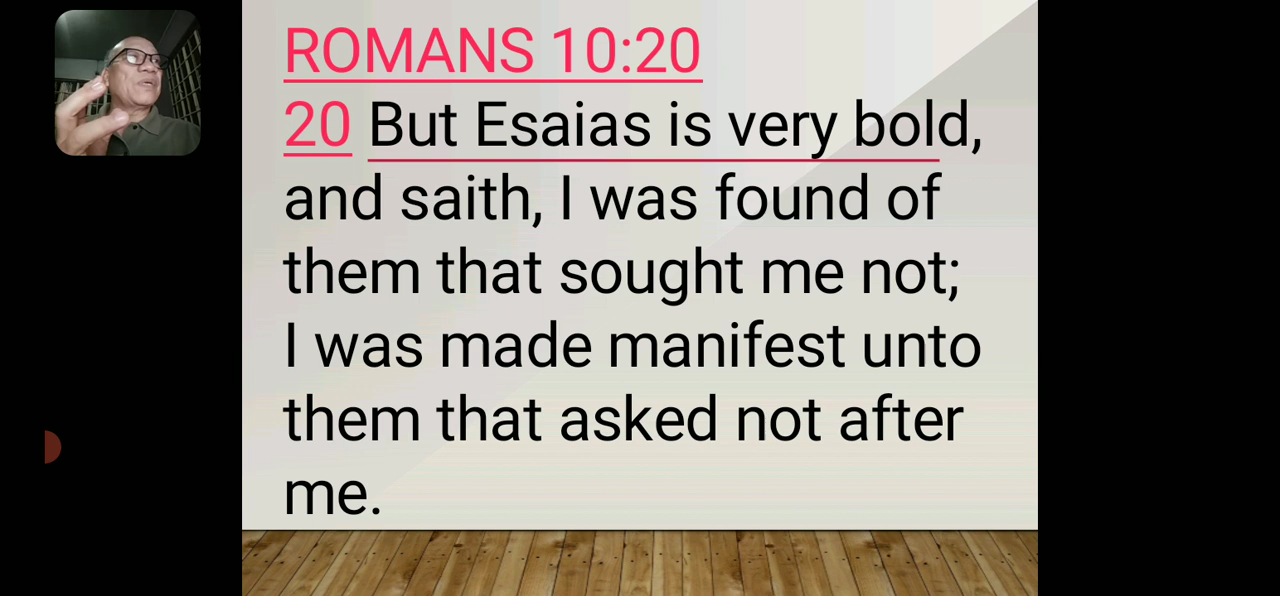 ROMANS 10:20
20 But Esaias is very bold,
and saith, I was found of
them that sought me not;
I was made manifest unto
them that asked not after
me.